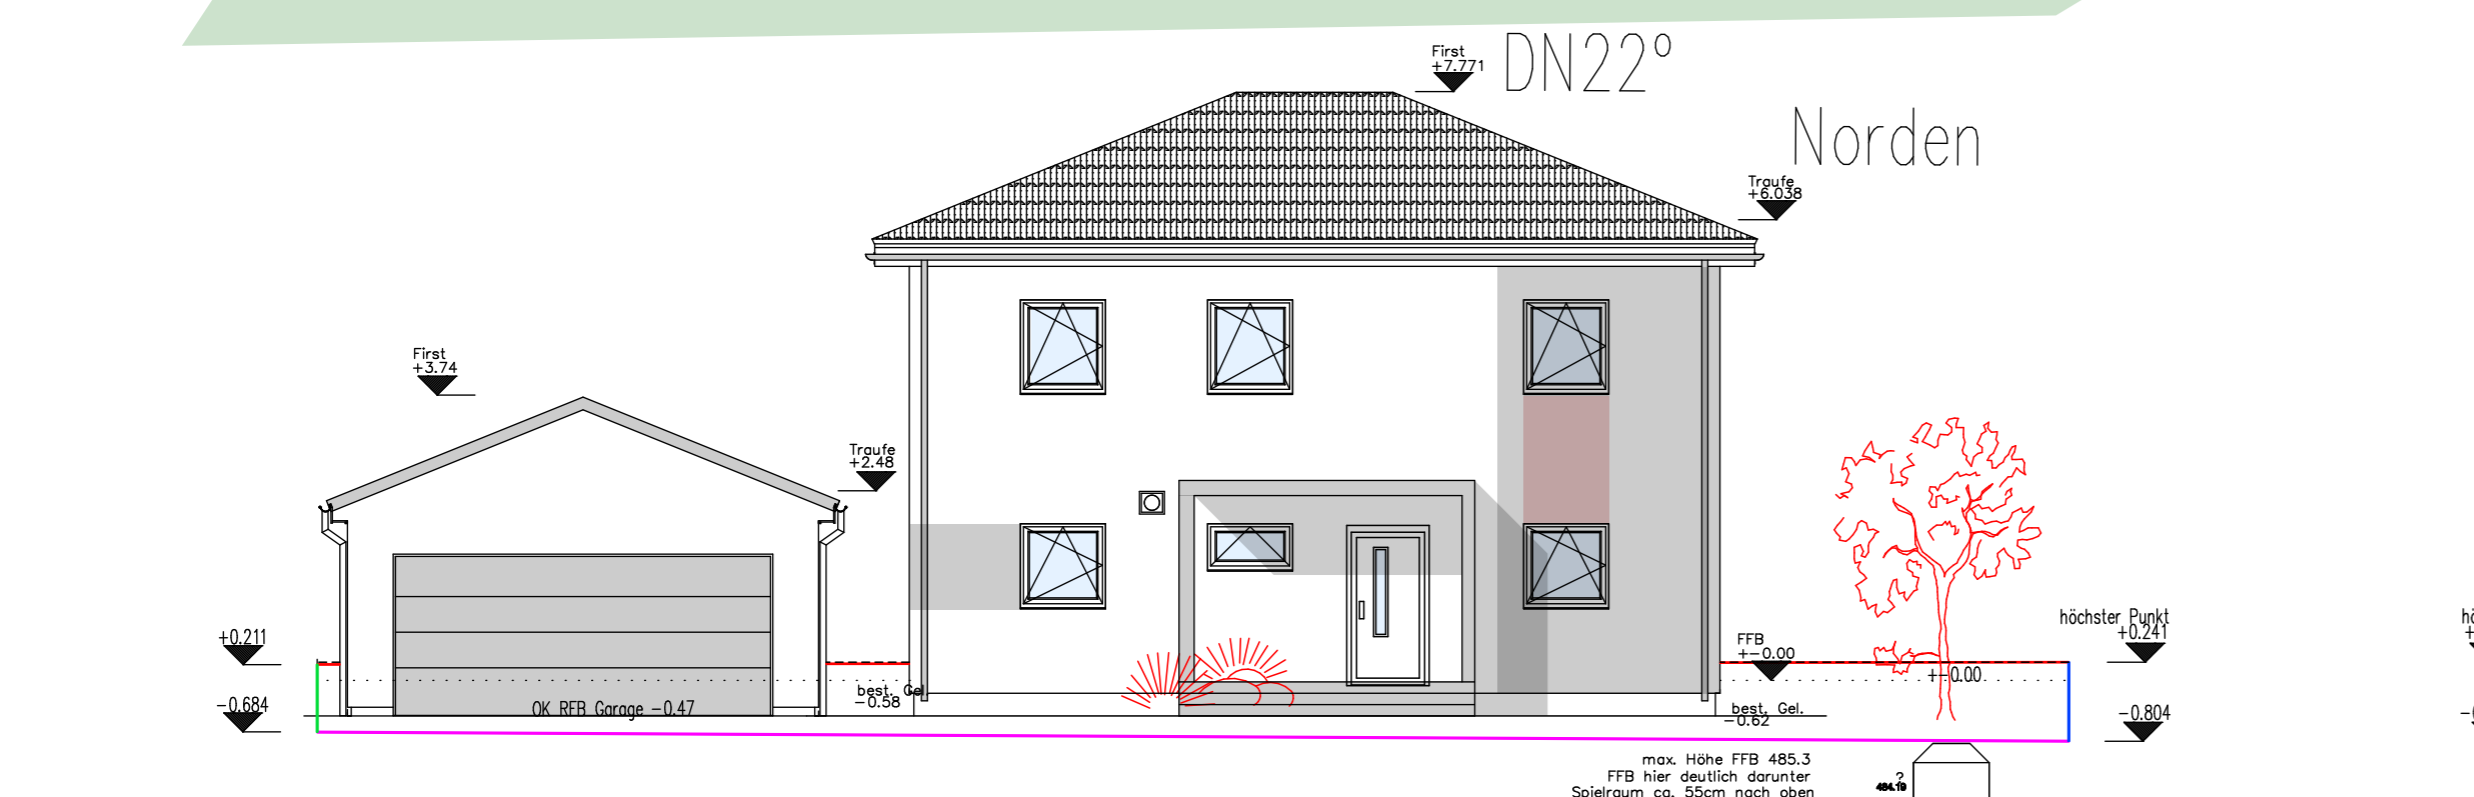 First
+7.771
DN22°
Norden
Traufe
+6.038
First
+3.74
Traufe
+2.48
+0.211
-0.684
OK RFB Garage -0.47
best. Gel.
-0.58
FFB
+-0.00
höchster Punkt
+0.241
+-0.00
best. Gel.
-0.62
-0.804
max. Höhe FFB 485.3
FFB hier deutlich darunter
Spielraum ca. 55cm nach oben
?
484.19